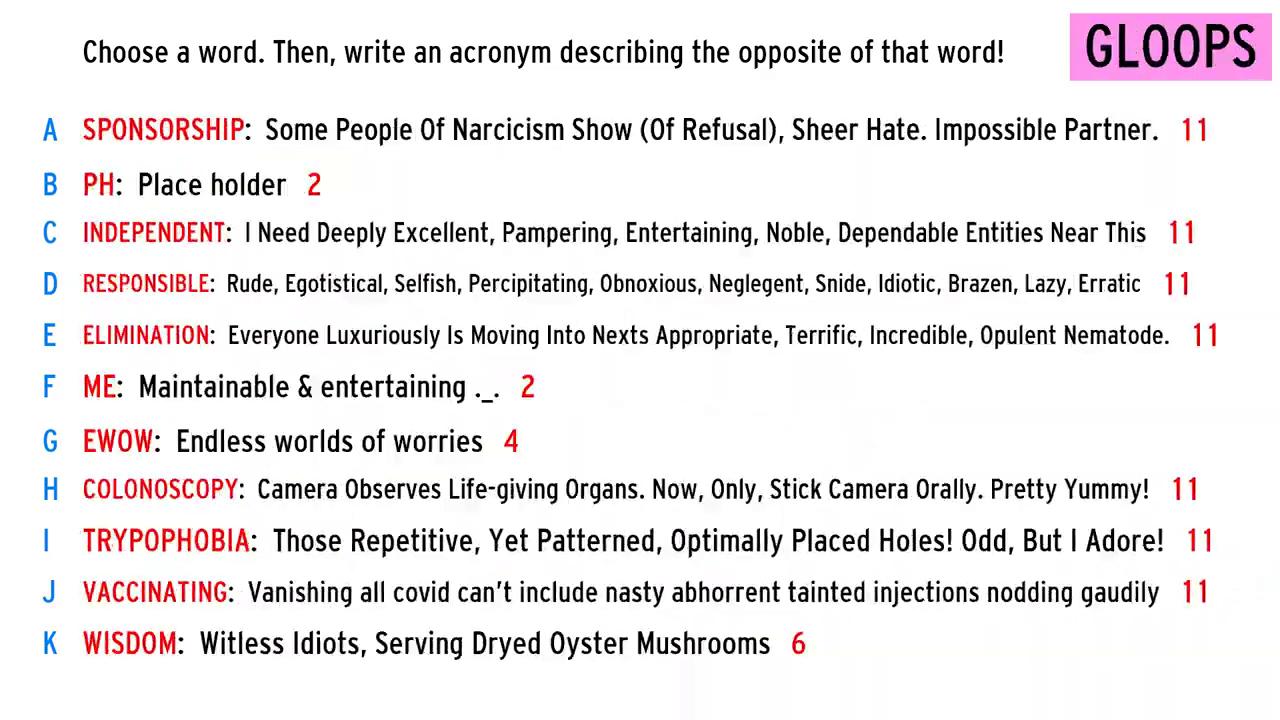 Choose a word. Then, write an acronym describing the opposite of that word!
GLOOPS
A SPONSORSHIP: Some People Of Narcicism Show (Of Refusal), Sheer Hate. Impossible Partner. 11
B PH: Place holder 2
C INDEPENDENT: I Need Deeply Excellent, Pampering, Entertaining, Noble, Dependable Entities Near This 11
D RESPONSIBLE: Rude, Egotistical, Selfish, Percipitating, Obnoxious, Neglegent, Snide, Idiotic, Brazen, Lazy, Erratic 11
E ELIMINATION: Everyone Luxuriously Is Moving Into Nexts Appropriate, Terrific, Incredible, Opulent Nematode. 11
F ME: Maintainable & entertaining ._. 2
G EWOW: Endless worlds of worries 4
H COLONOSCOPY: Camera Observes Life-giving Organs. Now, Only, Stick Camera Orally. Pretty Yummy! 11
I TRYPOPHOBIA: Those Repetitive, Yet Patterned, Optimally Placed Holes! Odd, But I Adore! 11
J VACCINATING: Vanishing all covid can't include nasty abhorrent tainted injections nodding gaudily 11
K WISDOM: Witless Idiots, Serving Dryed Oyster Mushrooms 6